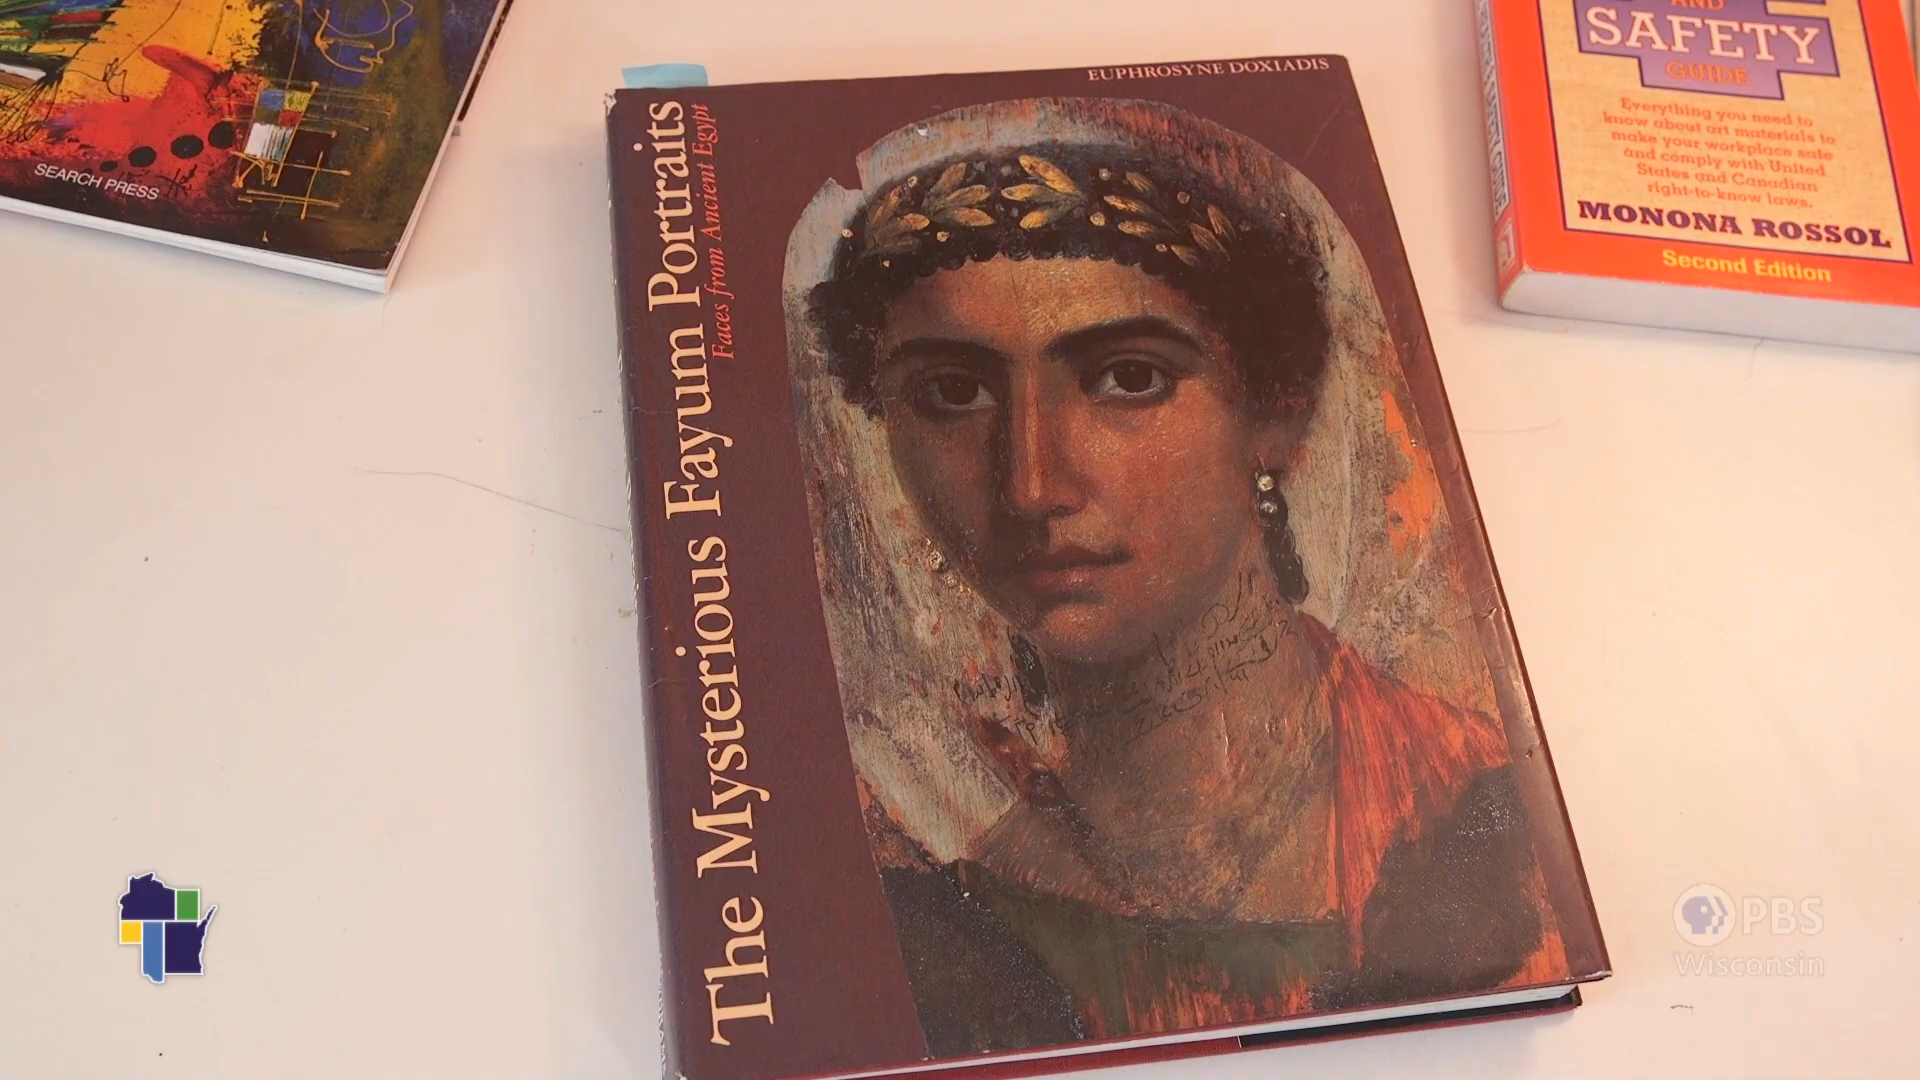 SEARCH PRESS
EUPHROSYNE DOXIADIS
The Mysterious Fayum Portraits
Faces from Ancient Egypt
AND
SAFETY
GUIDE
Everything you need to
know about art materials to
make your workplace safe
and comply with United
States and Canadian
right-to-know laws.
MONONA ROSSOL
Second Edition
PBS
Wisconsin